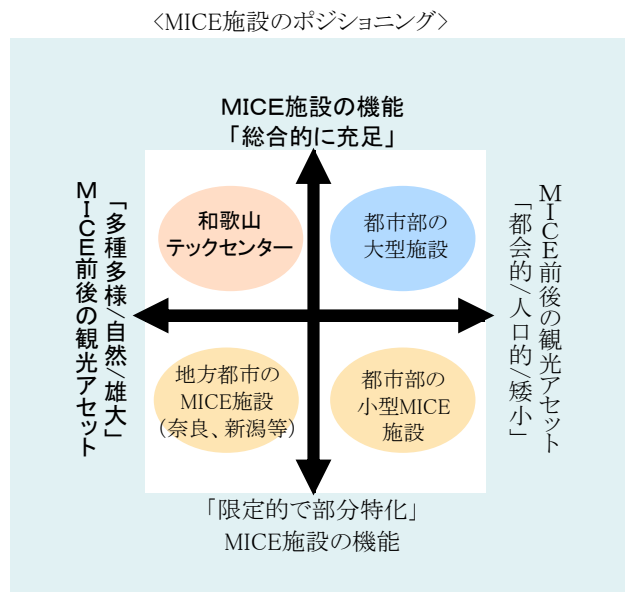 〈MICE施設のポジショニング〉
MICE施設の機能
「総合的に充足」
MICE前後の観光アセット
「多種多様/自然/雄大」
和歌山
テックセンター
都市部の
大型施設
MICE前後の観光アセット
「都会的/人口的/矮小」
地方都市の
MICE施設
(奈良、新潟等)
都市部の
小型MICE
施設
「限定的で部分特化」
MICE施設の機能